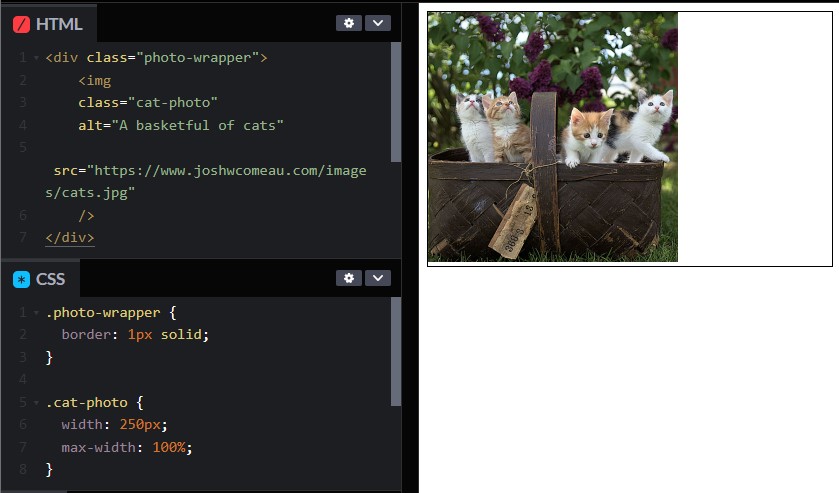 HTML
1 <div class="photo-wrapper">
2 <img
3 class="cat-photo"
4 alt="A basketful of cats"
5
src="https://www.joshwcomeau.com/image
s/cats.jpg"
6 />
7 </div>
CSS
1 .photo-wrapper {
2 border: 1px solid;
3 }
4
5 .cat-photo {
6 width: 250px;
7 max-width: 100%;
8 }